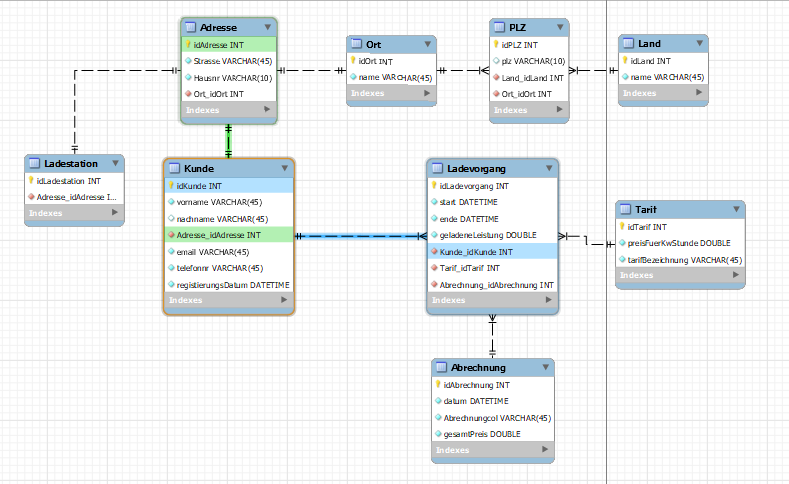 Adresse
idAdresse INT
Strasse VARCHAR(45)
Hausnr VARCHAR(10)
Ort_idOrt INT
Indexes
Ort
idOrt INT
name VARCHAR(45)
Indexes
PLZ
idPLZ INT
plz VARCHAR(10)
Land_idLand INT
Ort_idOrt INT
Indexes
Land
idLand INT
name VARCHAR(45)
Indexes
Ladestation
idLadestation INT
Adresse_idAdresse I...
Indexes
Kunde
idKunde INT
vorname VARCHAR(45)
nachname VARCHAR(45)
Adresse_idAdresse INT
email VARCHAR(45)
telefonnr VARCHAR(45)
registierungsDatum DATETIME
Indexes
Ladevorgang
idLadevorgang INT
start DATETIME
ende DATETIME
geladeneLeistung DOUBLE
Kunde_idKunde INT
Tarif_idTarif INT
Abrechnung_idAbrechnung INT
Indexes
Tarif
idTarif INT
preisFuerKwStunde DOUBLE
tarifBezeichnung VARCHAR(45)
Indexes
Abrechnung
idAbrechnung INT
datum DATETIME
Abrechnungcol VARCHAR(45)
gesamtPreis DOUBLE
Indexes